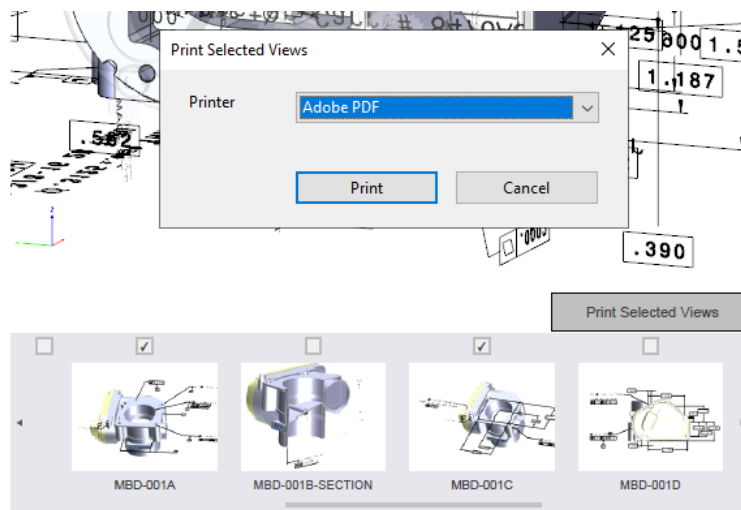 Print Selected Views
Printer
Adobe PDF
Print
Cancel
1.187
.562
.390
Print Selected Views
MBD-001A
MBD-001B-SECTION
MBD-001C
MBD-001D